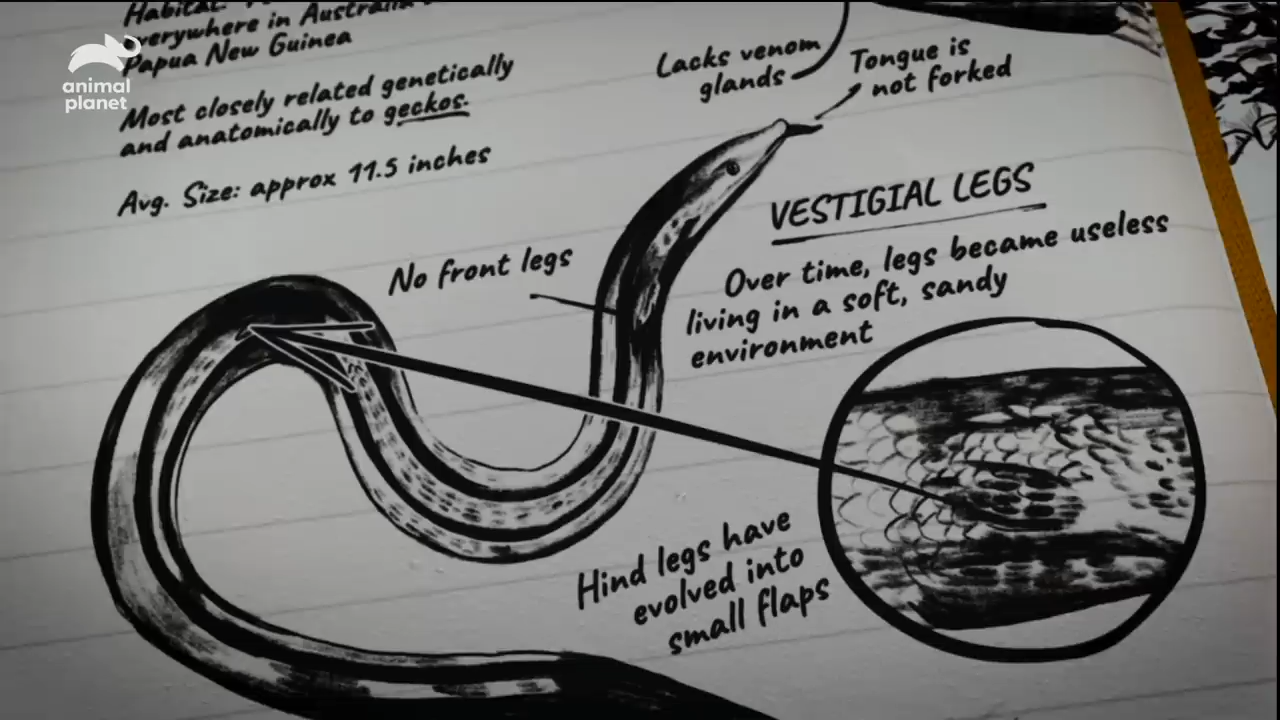 Habitat:
everywhere in Australia
Papua New Guinea
Most closely related genetically
and anatomically to geckos.
Avg. Size: approx 11.5 inches
Lacks venom
glands
Tongue is
not forked
No front legs
VESTIGIAL LEGS
Over time, legs became useless
living in a soft, sandy
environment
Hind legs have
evolved into
small flaps
animal
planet